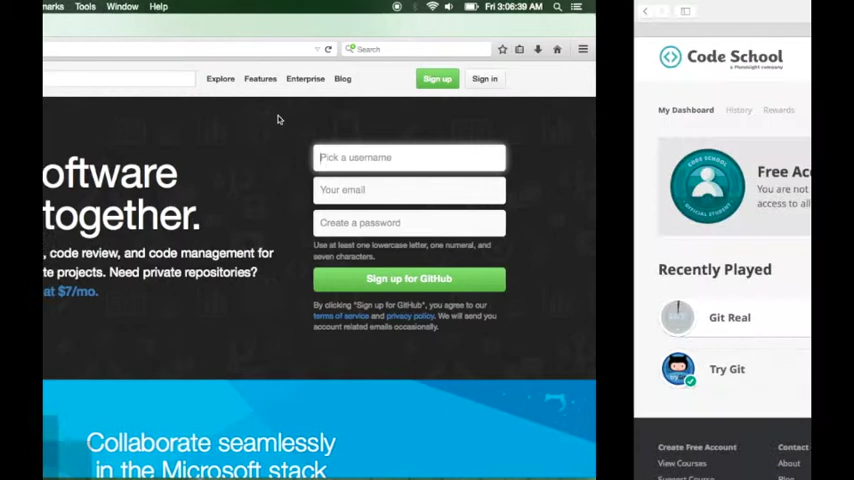 marks Tools Window Help Fri 3:06:39 AM
Search
Explore Features Enterprise Blog Sign up Sign in
oftware
together.
, code review, and code management for
te projects. Need private repositories?
at $7/mo.
Pick a username
Your email
Create a password
Use at least one lowercase letter, one numeral, and
seven characters.
Sign up for GitHub
By clicking "Sign up for GitHub", you agree to our
terms of service and privacy policy. We will send you
account related emails occasionally.
Collaborate seamlessly
in the Microsoft stack
Code School
a Pluralsight company
My Dashboard History Rewards
CODE SCHOOL
OFFICIAL STUDENT
Free Acc
You are not
access to all
Recently Played
Git Real
Try Git
Create Free Account Contact
View Courses About
Suggest Course Blog